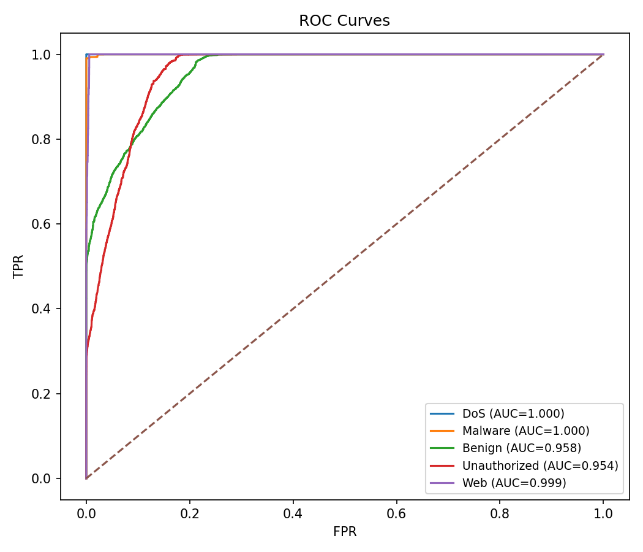 ROC Curves
1.0
0.8
0.6
0.4
0.2
0.0
TPR
0.0 0.2 0.4 0.6 0.8 1.0
FPR
DoS (AUC=1.000)
Malware (AUC=1.000)
Benign (AUC=0.958)
Unauthorized (AUC=0.954)
Web (AUC=0.999)